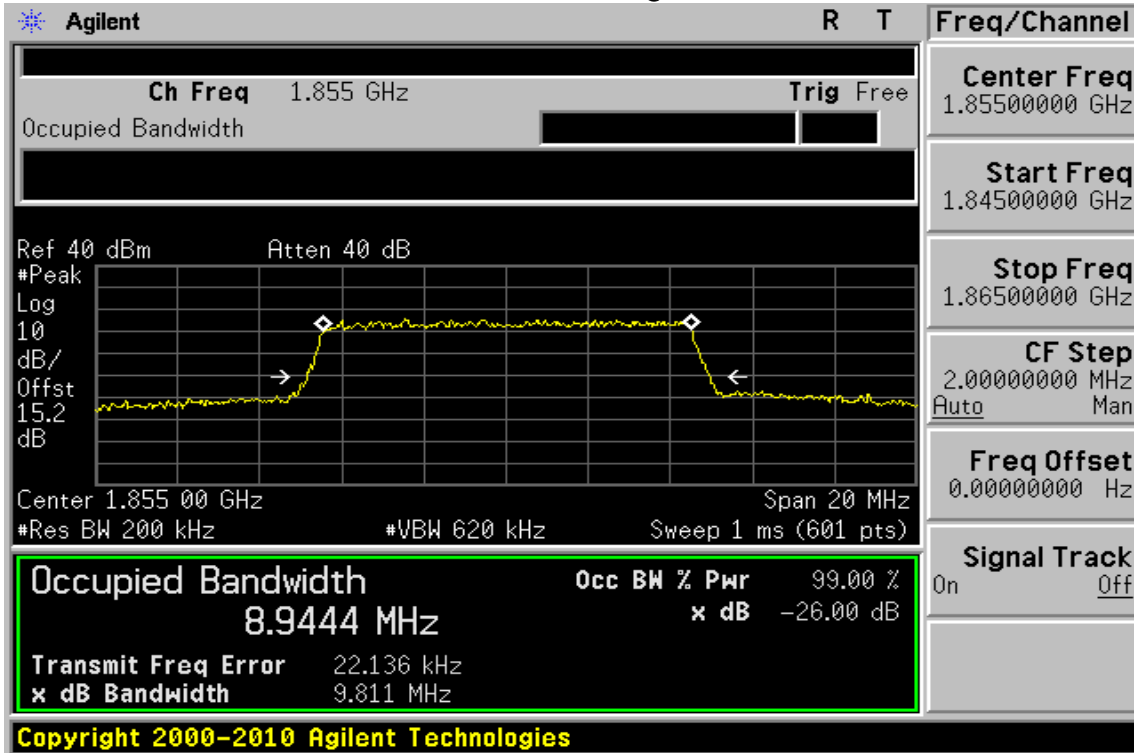 Agilent R T
Freq/Channel
Ch Freq 1.855 GHz Trig Free
Occupied Bandwidth
Center Freq
1.85500000 GHz
Start Freq
1.84500000 GHz
Stop Freq
1.86500000 GHz
CF Step
2.00000000 MHz
Auto Man
Freq Offset
0.00000000 Hz
Signal Track
On Off
Ref 40 dBm Atten 40 dB
#Peak
Log
10
dB/
Offst
15.2
dB
Center 1.855 00 GHz Span 20 MHz
#Res BW 200 kHz #VBW 620 kHz Sweep 1 ms (601 pts)
Occupied Bandwidth Occ BW % Pwr 99.00 %
8.9444 MHz x dB -26.00 dB
Transmit Freq Error 22.136 kHz
x dB Bandwidth 9.811 MHz
Copyright 2000-2010 Agilent Technologies